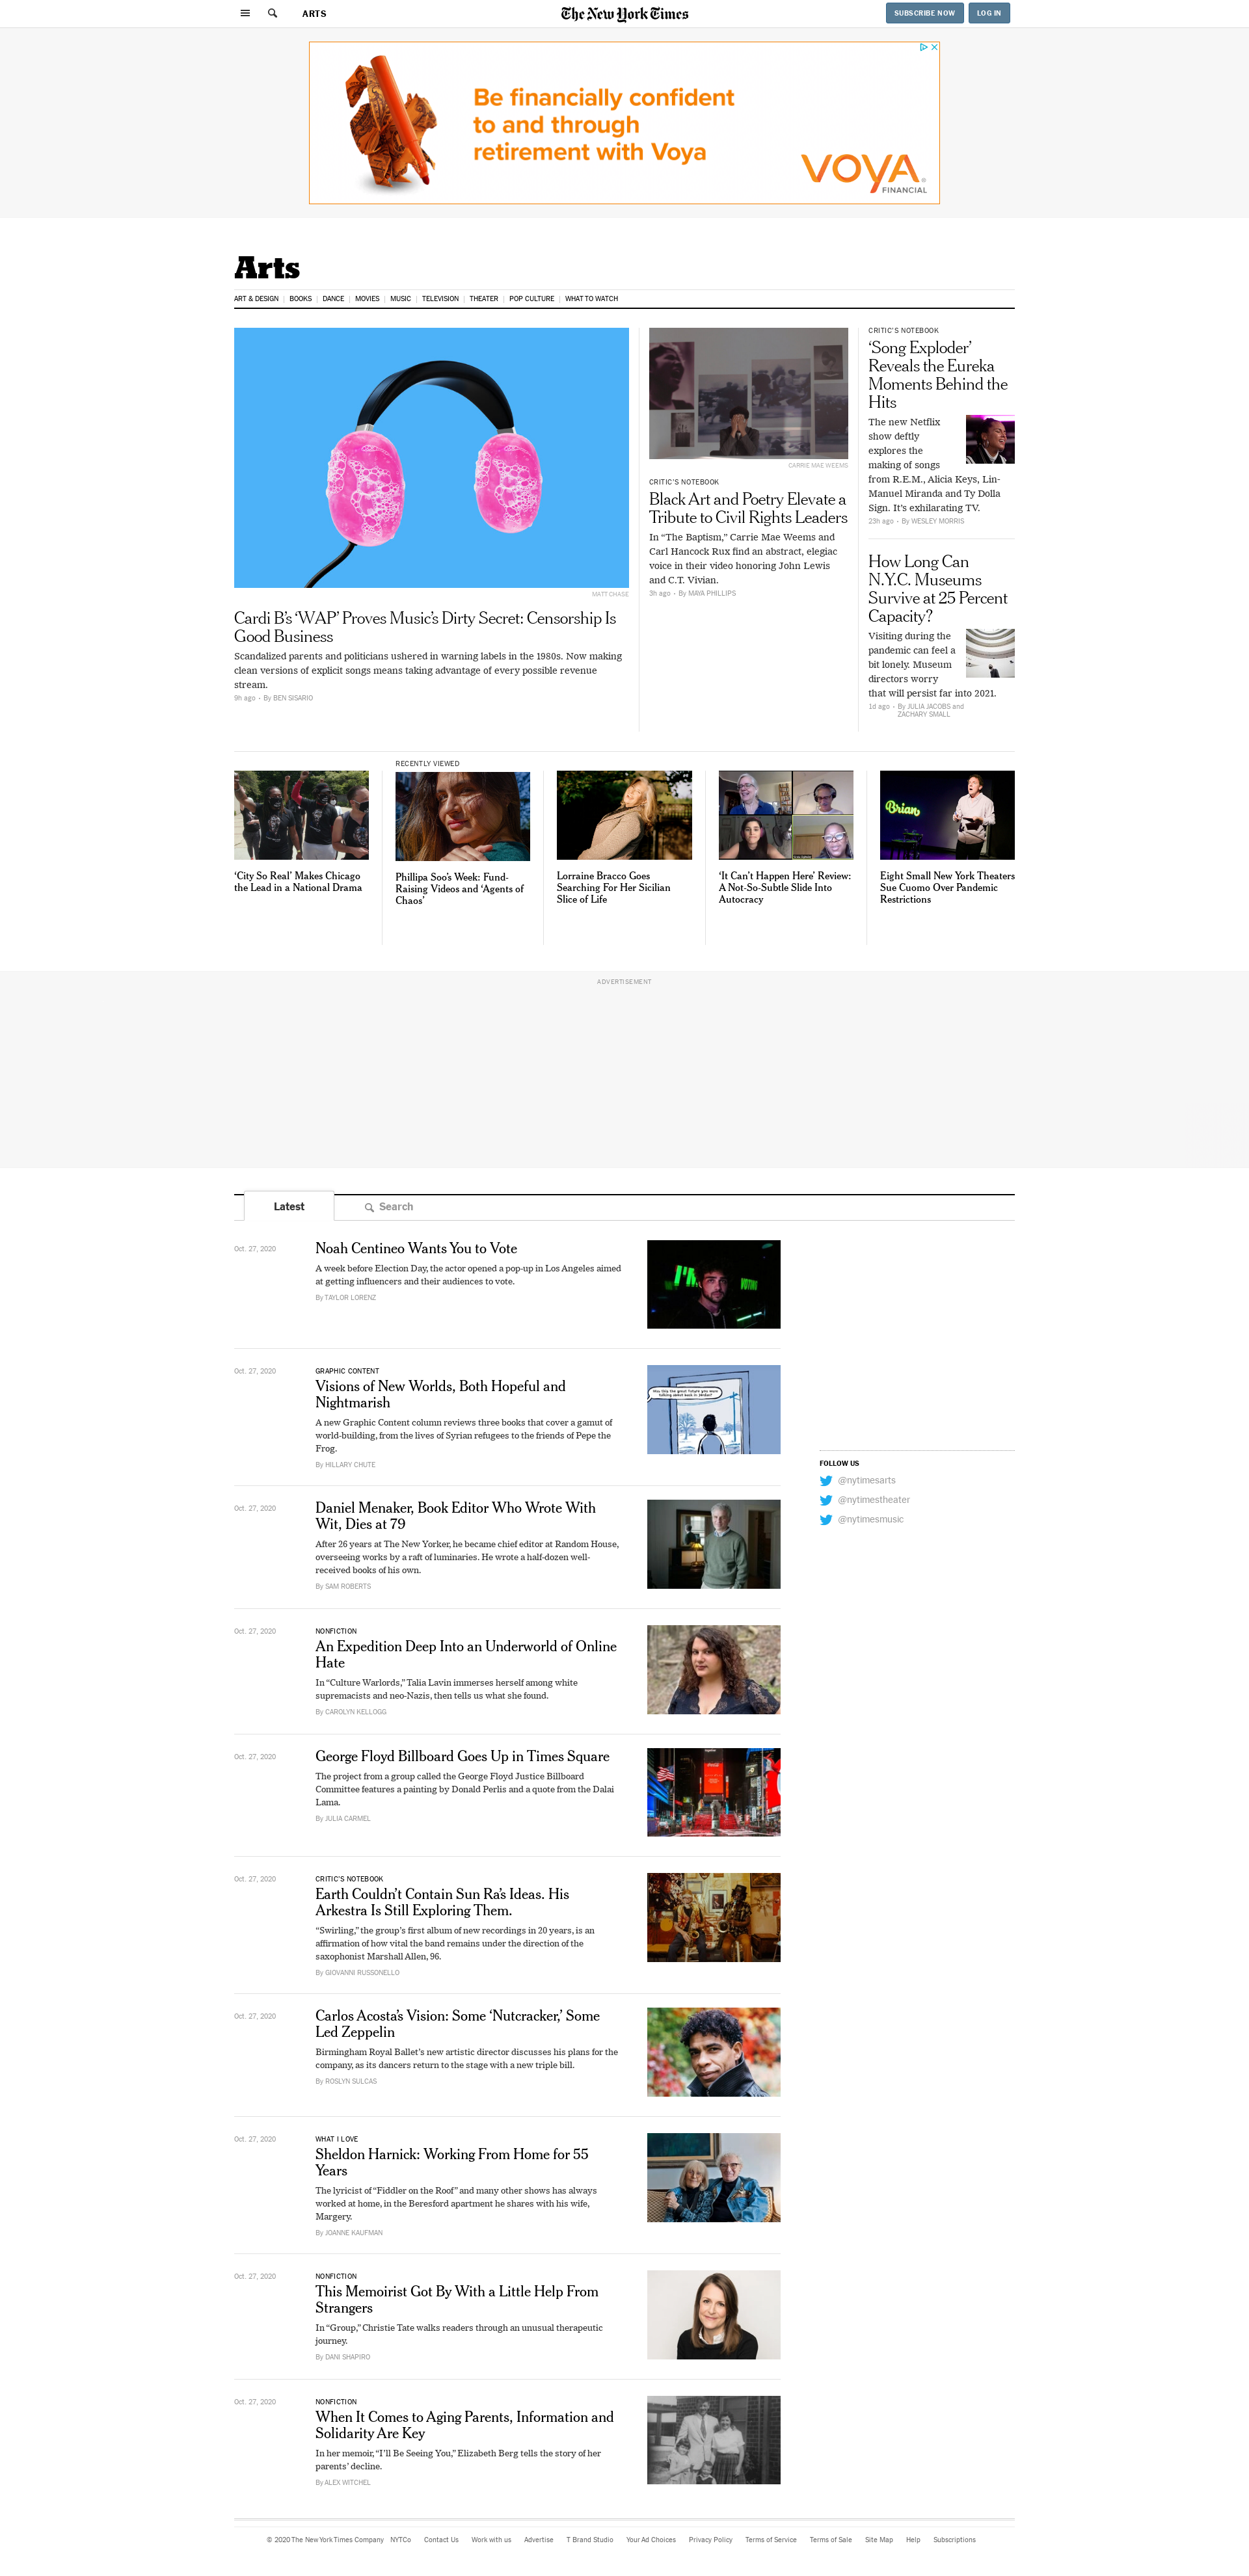 ARTS
The New York Times
SUBSCRIBE NOW
LOG IN
Be financially confident
to and through
retirement with Voya
VOYA
FINANCIAL
Arts
ART & DESIGN | BOOKS | DANCE | MOVIES | MUSIC | TELEVISION | THEATER | POP CULTURE | WHAT TO WATCH
MATT CHASE
Cardi B’s ‘WAP’ Proves Music’s Dirty Secret: Censorship Is
Good Business
Scandalized parents and politicians ushered in warning labels in the 1980s. Now making
clean versions of explicit songs means taking advantage of every possible revenue
stream.
9h ago • By BEN SISARIO
CARRIE MAE WEEMS
CRITIC’S NOTEBOOK
Black Art and Poetry Elevate a
Tribute to Civil Rights Leaders
In “The Baptism,” Carrie Mae Weems and
Carl Hancock Rux find an abstract, elegiac
voice in their video honoring John Lewis
and C.T. Vivian.
3h ago • By MAYA PHILLIPS
CRITIC’S NOTEBOOK
‘Song Exploder’
Reveals the Eureka
Moments Behind the
Hits
The new Netflix
show deftly
explores the
making of songs
from R.E.M., Alicia Keys, Lin-
Manuel Miranda and Ty Dolla
Sign. It’s exhilarating TV.
23h ago • By WESLEY MORRIS
How Long Can
N.Y.C. Museums
Survive at 25 Percent
Capacity?
Visiting during the
pandemic can feel a
bit lonely. Museum
directors worry
that will persist far into 2021.
1d ago • By JULIA JACOBS and
ZACHARY SMALL
‘City So Real’ Makes Chicago
the Lead in a National Drama
RECENTLY VIEWED
Phillipa Soo’s Week: Fund-
Raising Videos and ‘Agents of
Chaos’
Lorraine Bracco Goes
Searching For Her Sicilian
Slice of Life
‘It Can’t Happen Here’ Review:
A Not-So-Subtle Slide Into
Autocracy
Brian
Eight Small New York Theaters
Sue Cuomo Over Pandemic
Restrictions
ADVERTISEMENT
Latest
Search
Oct. 27, 2020
Noah Centineo Wants You to Vote
A week before Election Day, the actor opened a pop-up in Los Angeles aimed
at getting influencers and their audiences to vote.
By TAYLOR LORENZ
I'M VOTING
Oct. 27, 2020
GRAPHIC CONTENT
Visions of New Worlds, Both Hopeful and
Nightmarish
A new Graphic Content column reviews three books that cover a gamut of
world-building, from the lives of Syrian refugees to the friends of Pepe the
Frog.
By HILLARY CHUTE
Oct. 27, 2020
Daniel Menaker, Book Editor Who Wrote With
Wit, Dies at 79
After 26 years at The New Yorker, he became chief editor at Random House,
overseeing works by a raft of luminaries. He wrote a half-dozen well-
received books of his own.
By SAM ROBERTS
Oct. 27, 2020
NONFICTION
An Expedition Deep Into an Underworld of Online
Hate
In “Culture Warlords,” Talia Lavin immerses herself among white
supremacists and neo-Nazis, then tells us what she found.
By CAROLYN KELLOGG
Oct. 27, 2020
George Floyd Billboard Goes Up in Times Square
The project from a group called the George Floyd Justice Billboard
Committee features a painting by Donald Perlis and a quote from the Dalai
Lama.
By JULIA CARMEL
Oct. 27, 2020
CRITIC’S NOTEBOOK
Earth Couldn’t Contain Sun Ra’s Ideas. His
Arkestra Is Still Exploring Them.
“Swirling,” the group’s first album of new recordings in 20 years, is an
affirmation of how vital the band remains under the direction of the
saxophonist Marshall Allen, 96.
By GIOVANNI RUSSONELLO
Oct. 27, 2020
Carlos Acosta’s Vision: Some ‘Nutcracker,’ Some
Led Zeppelin
Birmingham Royal Ballet’s new artistic director discusses his plans for the
company, as its dancers return to the stage with a new triple bill.
By ROSLYN SULCAS
Oct. 27, 2020
WHAT I LOVE
Sheldon Harnick: Working From Home for 55
Years
The lyricist of “Fiddler on the Roof” and many other shows has always
worked at home, in the Beresford apartment he shares with his wife,
Margery.
By JOANNE KAUFMAN
Oct. 27, 2020
NONFICTION
This Memoirist Got By With a Little Help From
Strangers
In “Group,” Christie Tate walks readers through an unusual therapeutic
journey.
By DANI SHAPIRO
Oct. 27, 2020
NONFICTION
When It Comes to Aging Parents, Information and
Solidarity Are Key
In her memoir, “I’ll Be Seeing You,” Elizabeth Berg tells the story of her
parents’ decline.
By ALEX WITCHEL
FOLLOW US
@nytimesarts
@nytimestheater
@nytimesmusic
© 2020 The New York Times Company NYTCo Contact Us Work with us Advertise T Brand Studio Your Ad Choices Privacy Policy Terms of Service Terms of Sale Site Map Help Subscriptions